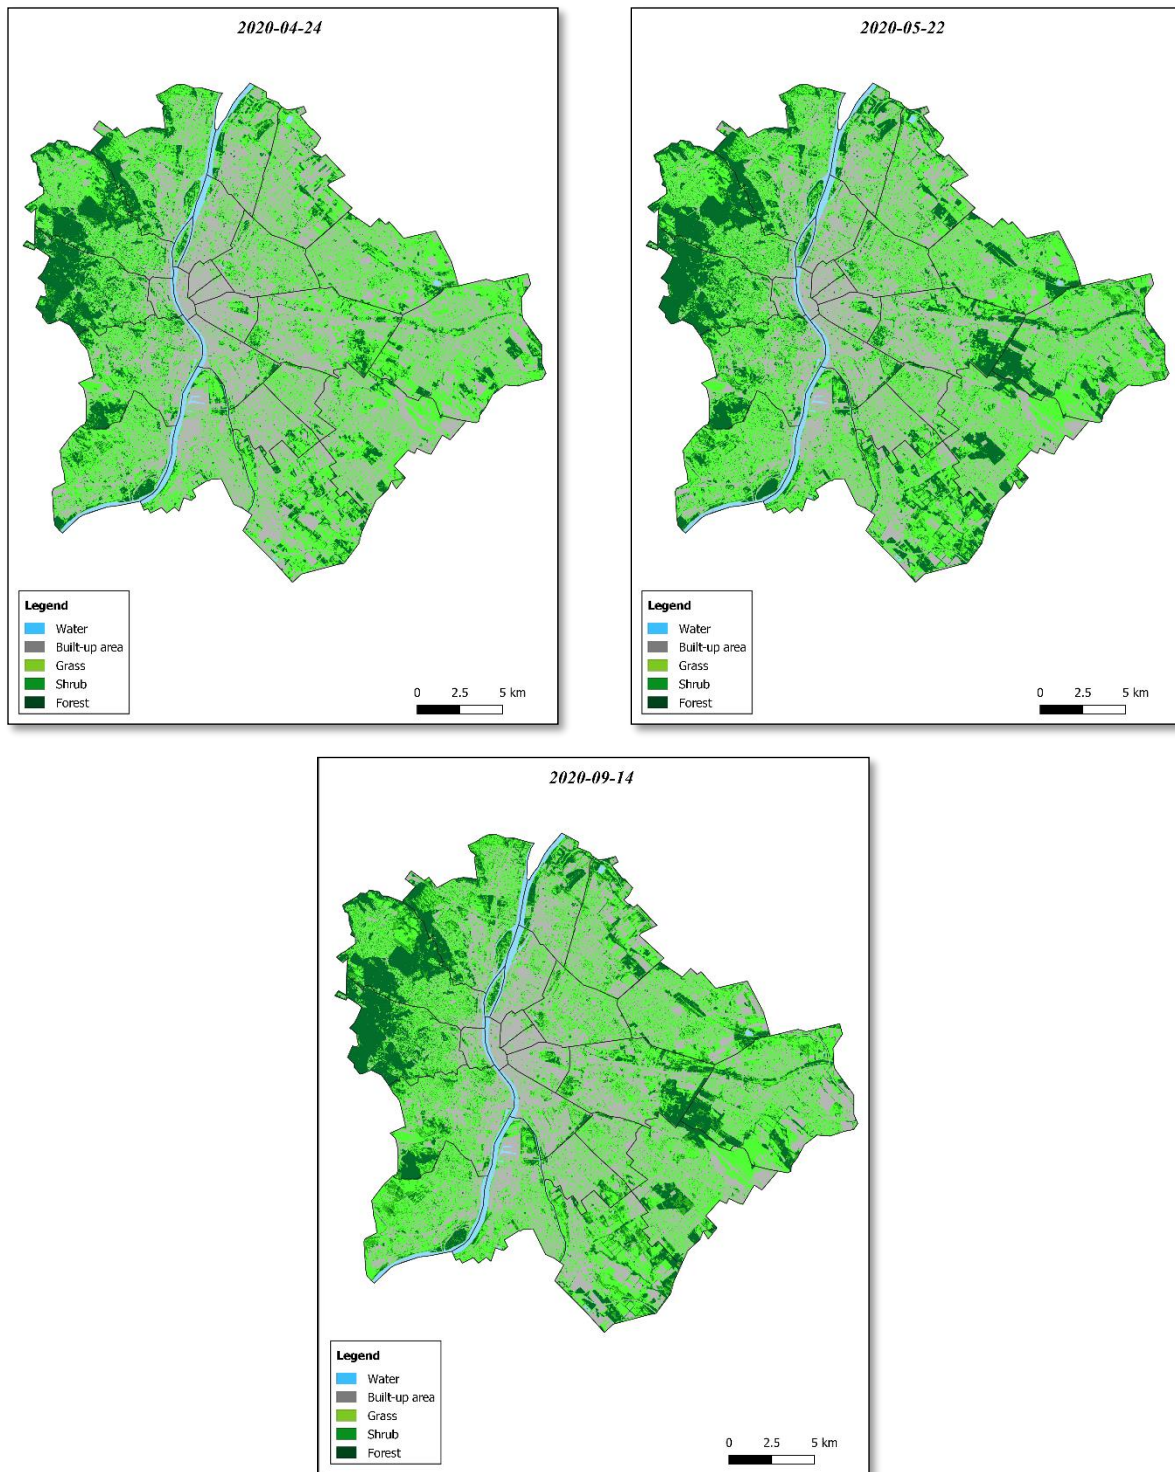 2020-04-24
Legend
Water
Built-up area
Grass
Shrub
Forest
0 2.5 5 km
2020-05-22
Legend
Water
Built-up area
Grass
Shrub
Forest
0 2.5 5 km
2020-09-14
Legend
Water
Built-up area
Grass
Shrub
Forest
0 2.5 5 km